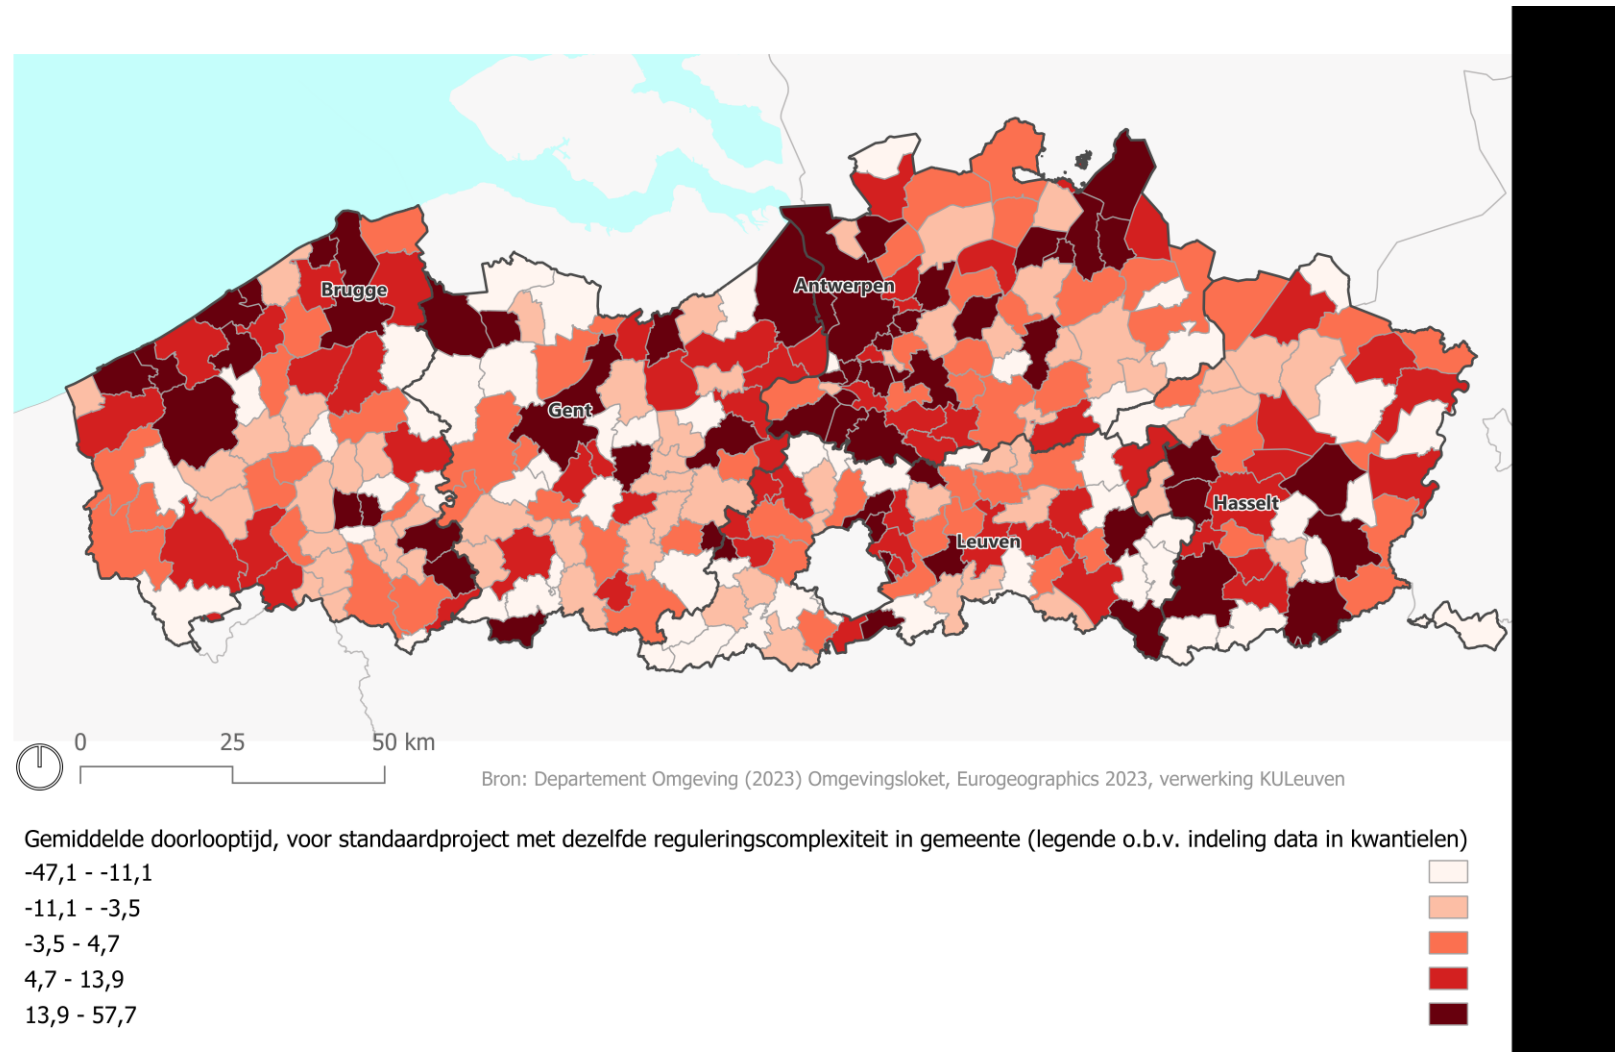 Brugge
Antwerpen
Gent
Hasselt
Leuven
0 25 50 km
Bron: Departement Omgeving (2023) Omgevingsloket, Eurogeographics 2023, verwerking KULeuven
Gemiddelde doorlooptijd, voor standaardproject met dezelfde reguleringscomplexiteit in gemeente (legende o.b.v. indeling data in kwantielen)
-47,1 - -11,1
-11,1 - -3,5
-3,5 - 4,7
4,7 - 13,9
13,9 - 57,7